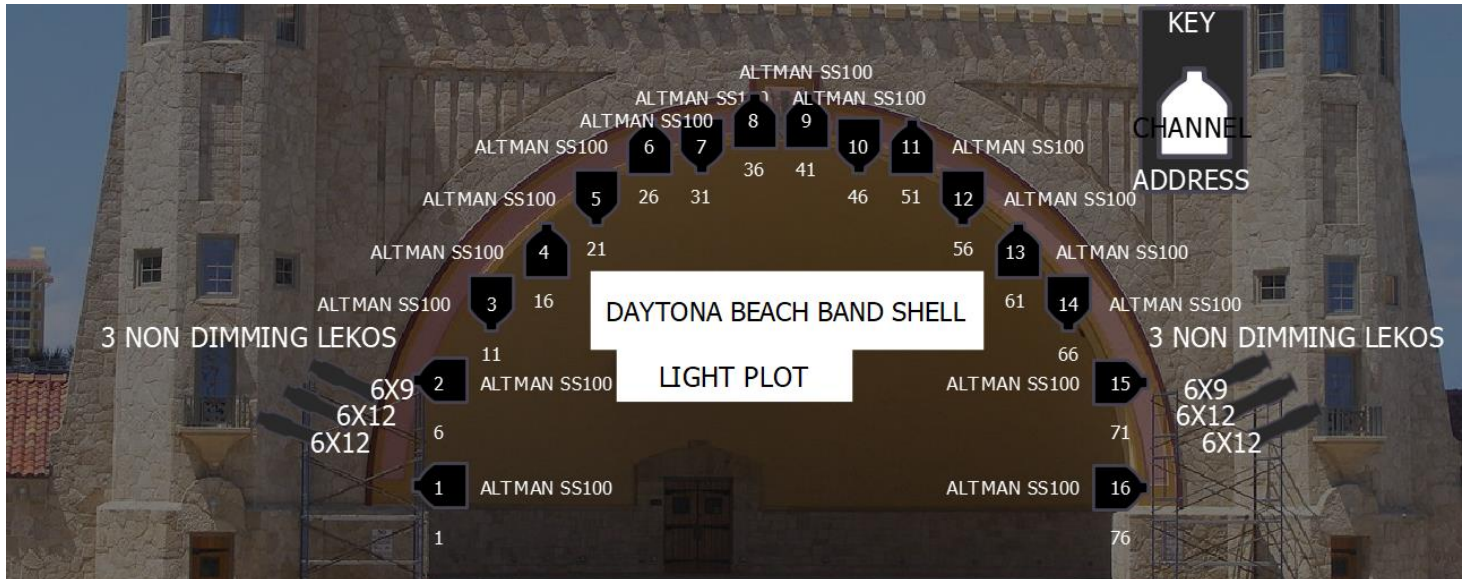 KEY
CHANNEL
ADDRESS
ALTMAN SS100
ALTMAN SS1 ALTMAN SS100
ALTMAN SS100
8 9
ALTMAN SS100 6 7 10 11 ALTMAN SS100
36 41
ALTMAN SS100 5 26 31 46 51 12 ALTMAN SS100
ALTMAN SS100 4 21 56 13 ALTMAN SS100
ALTMAN SS100 3 16 61 14 ALTMAN SS100
DAYTONA BEACH BAND SHELL
3 NON DIMMING LEKOS 3 NON DIMMING LEKOS
11 66
LIGHT PLOT
6X9 2 ALTMAN SS100 ALTMAN SS100 15 6X9
6X12 6X12
6 71
6X12 6X12
1 ALTMAN SS100 ALTMAN SS100 16
1 76